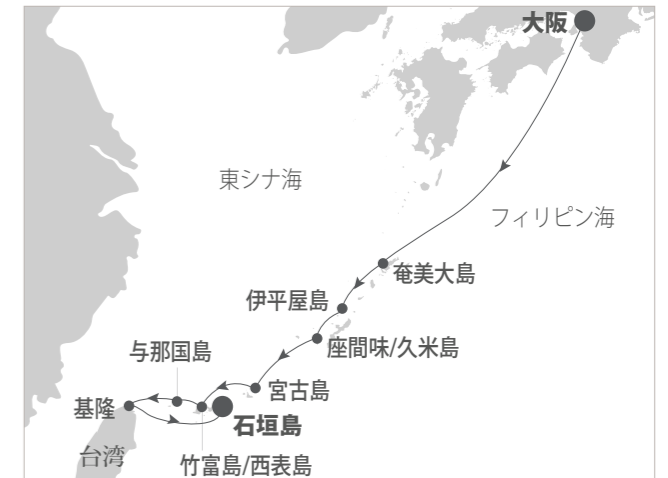 大阪
東シナ海
フィリピン海
奄美大島
伊平屋島
座間味/久米島
与那国島
宮古島
基隆
石垣島
台湾
竹富島/西表島